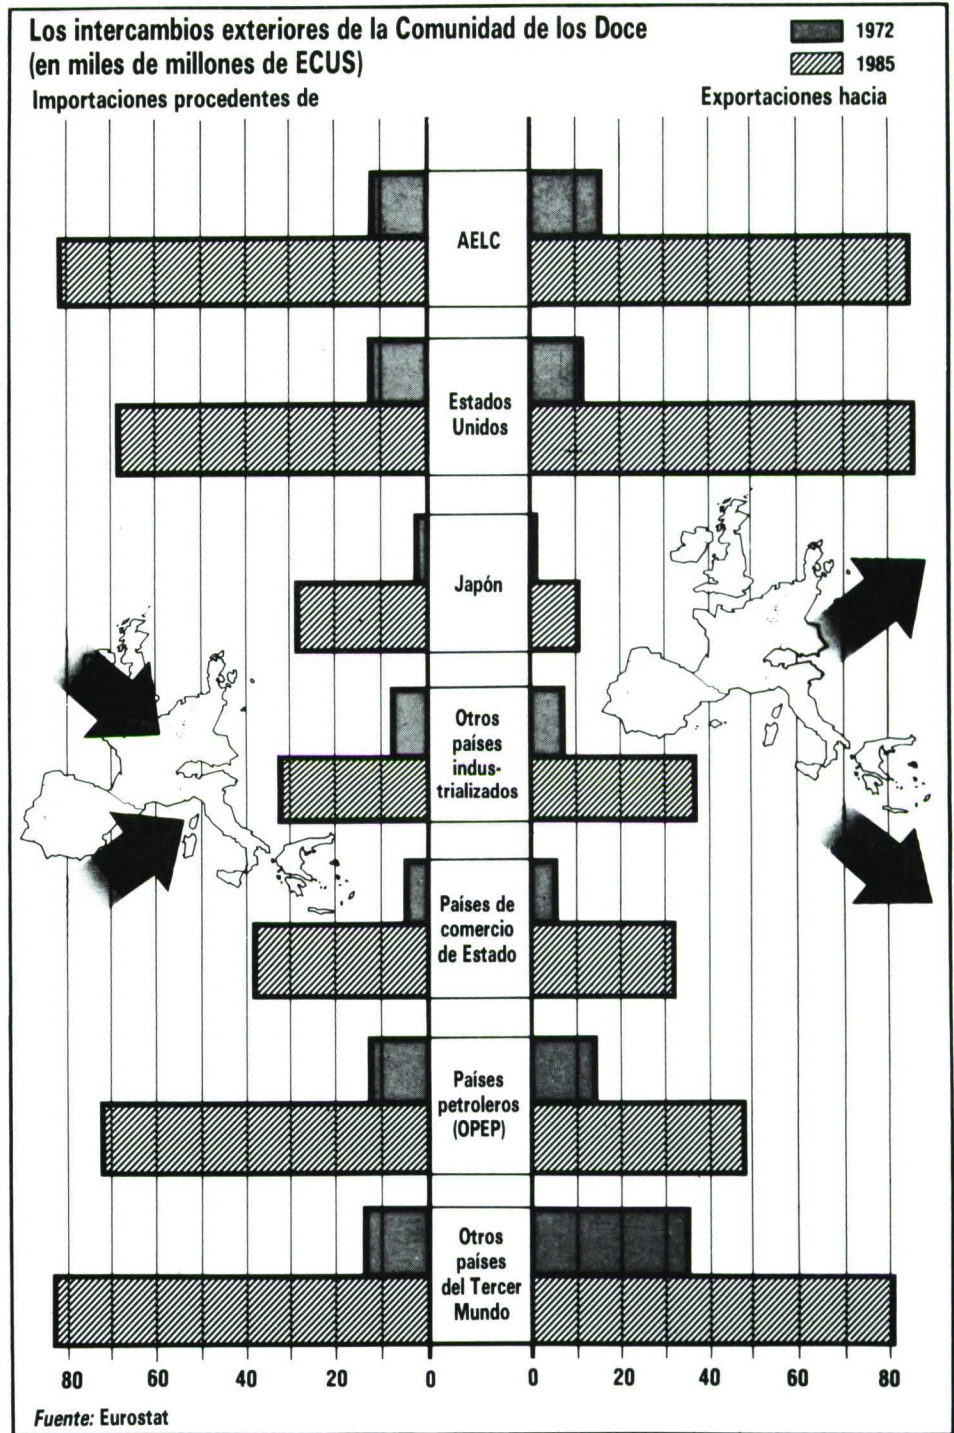 Los intercambios exteriores de la Comunidad de los Doce
(en miles de millones de ECUS)
1972
1985
Importaciones procedentes de
Exportaciones hacia
AELC
Estados
Unidos
Japón
Otros
países
indus-
trializados
Países de
comercio
de Estado
Países
petroleros
(OPEP)
Otros
países
del Tercer
Mundo
80 60 40 20 0 0 20 40 60 80
Fuente: Eurostat